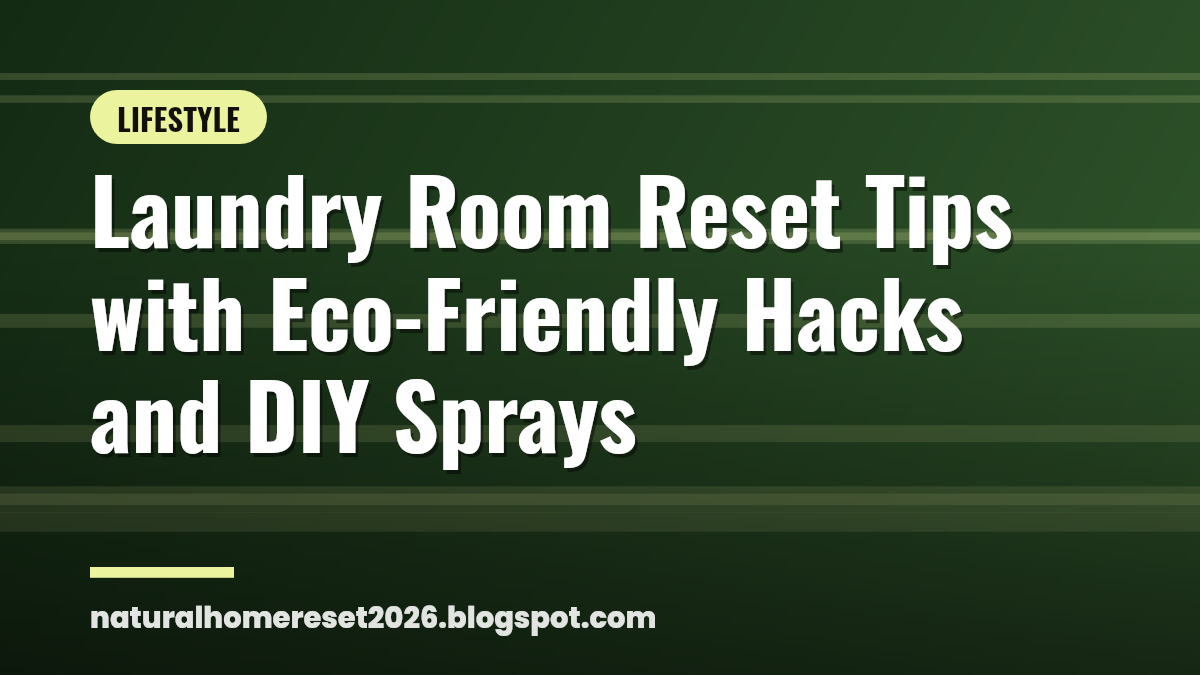 LIFESTYLE
Laundry Room Reset Tips
with Eco-Friendly Hacks
and DIY Sprays
naturalhomereset2026.blogspot.com